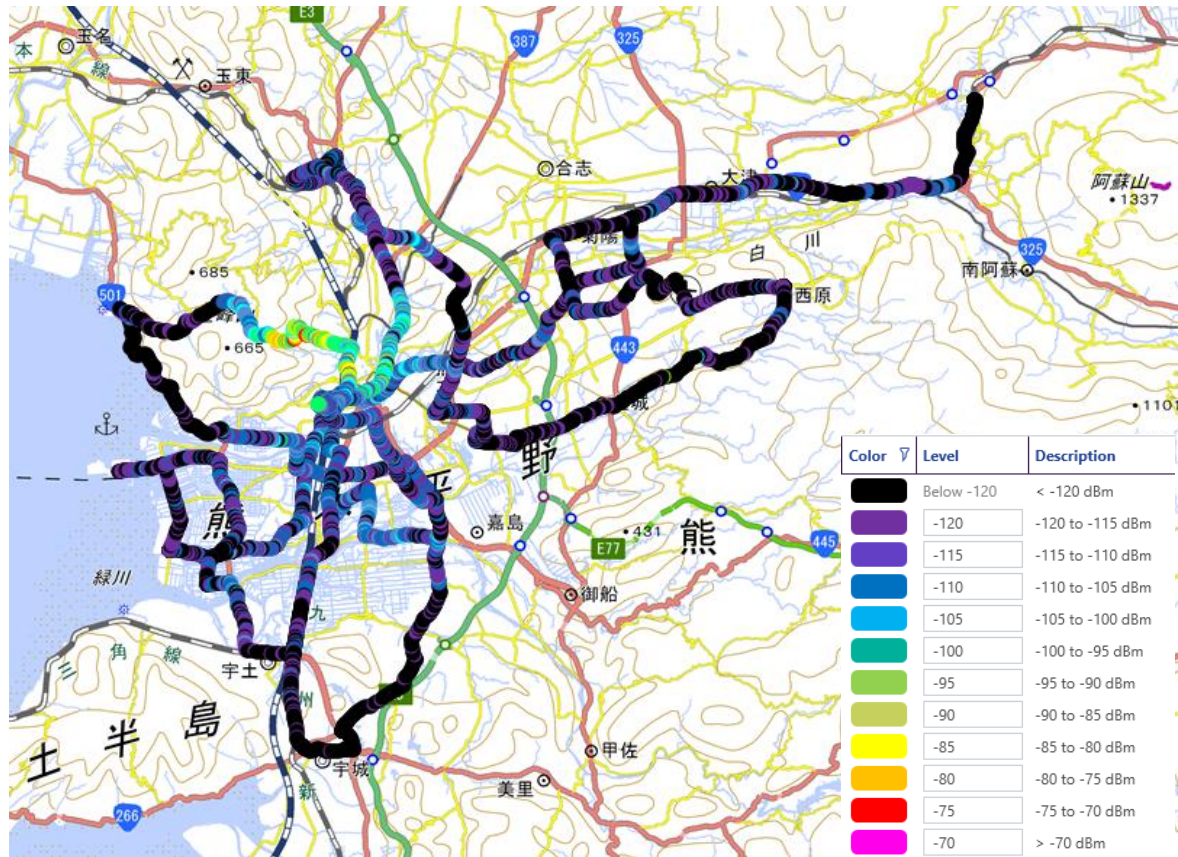 E3
本
玉名
線
玉東
387
325
合志
大津
阿蘇山
1337
菊陽
白
川
325
南阿蘇
685
501
西原
665
443
城
1101
野
平
熊
嘉島
431
熊
E77
445
緑川
御船
九
三
角
線
宇土
州
土
半
島
宇城
新
甲佐
美里
266
Color Level Description
Below -120 < -120 dBm
-120 -120 to -115 dBm
-115 -115 to -110 dBm
-110 -110 to -105 dBm
-105 -105 to -100 dBm
-100 -100 to -95 dBm
-95 -95 to -90 dBm
-90 -90 to -85 dBm
-85 -85 to -80 dBm
-80 -80 to -75 dBm
-75 -75 to -70 dBm
-70 > -70 dBm